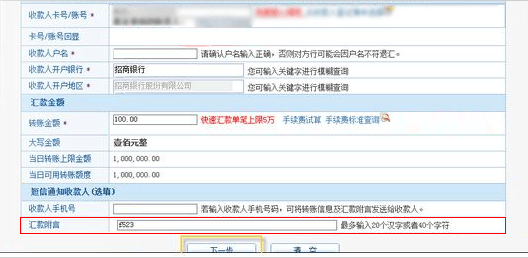 收款人卡号/账号 *
卡号/账号回显
收款人户名 * 请确认户名输入正确，否则对方行可能会因户名不符退汇。
收款人开户银行 * 招商银行 您可输入关键字进行模糊查询
收款人开户地区 * 招商银行股份有限公司 您可输入关键字进行模糊查询
汇款金额
转账金额 * 100.00 快速汇款单笔上限5万 手续费试算 手续费标准查询
大写金额 壹佰元整
当日转账上限金额 1,000,000.00
当日可用转账额度 1,000,000.00
短信通知收款人(选填)
收款人手机号 若输入收款人手机号码，可将转账信息及汇款附言发送给收款人。
汇款附言 f523 最多输入20个汉字或者40个字符
下一步 清 空